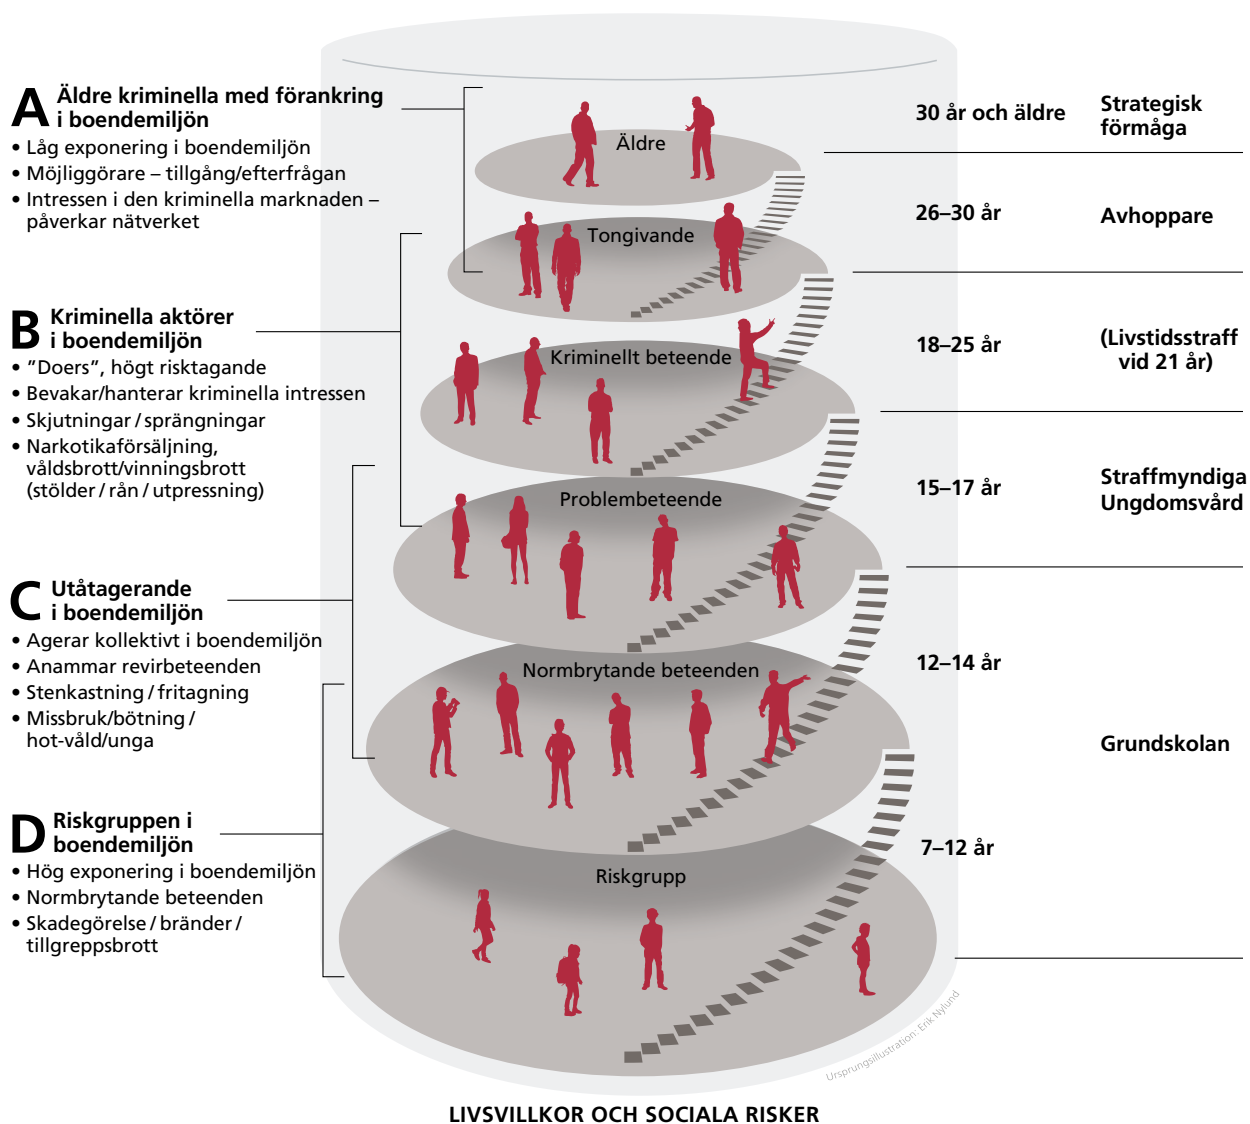 A Äldre kriminella med förankring
i boendemiljön
• Låg exponering i boendemiljön
• Möjliggörare – tillgång/efterfrågan
• Intressen i den kriminella marknaden –
påverkar nätverket
B Kriminella aktörer
i boendemiljön
• ”Doers”, högt risktagande
• Bevakar/hanterar kriminella intressen
• Skjutningar / sprängningar
• Narkotikaförsäljning,
våldsbrott/vinningsbrott
(stölder / rån / utpressning)
C Utåtagerande
i boendemiljön
• Agerar kollektivt i boendemiljön
• Anammar revirbeteenden
• Stenkastning / fritagning
• Missbruk/bötning /
hot-våld/unga
D Riskgruppen i
boendemiljön
• Hög exponering i boendemiljön
• Normbrytande beteenden
• Skadegörelse / bränder /
tillgreppsbrott
Äldre
Tongivande
Kriminellt beteende
Problembeteende
Normbrytande beteenden
Riskgrupp
30 år och äldre
Strategisk
förmåga
26–30 år
Avhoppare
18–25 år
(Livstidsstraff
vid 21 år)
15–17 år
Straffmyndiga
Ungdomsvård
12–14 år
Grundskolan
7–12 år
Ursprungsillustration: Erik Nylund
LIVSVILLKOR OCH SOCIALA RISKER